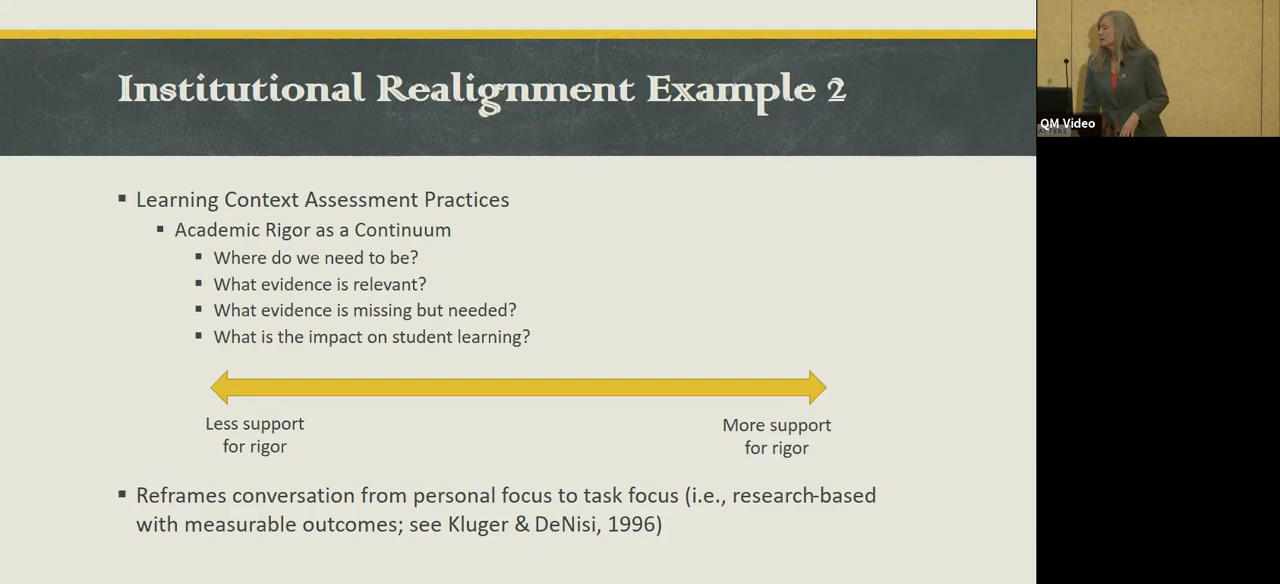 Institutional Realignment Example 2
Learning Context Assessment Practices
Academic Rigor as a Continuum
Where do we need to be?
What evidence is relevant?
What evidence is missing but needed?
What is the impact on student learning?
Less support
for rigor
More support
for rigor
Reframes conversation from personal focus to task focus (i.e., research-based
with measurable outcomes; see Kluger & DeNisi, 1996)
QM Video
ATTERS